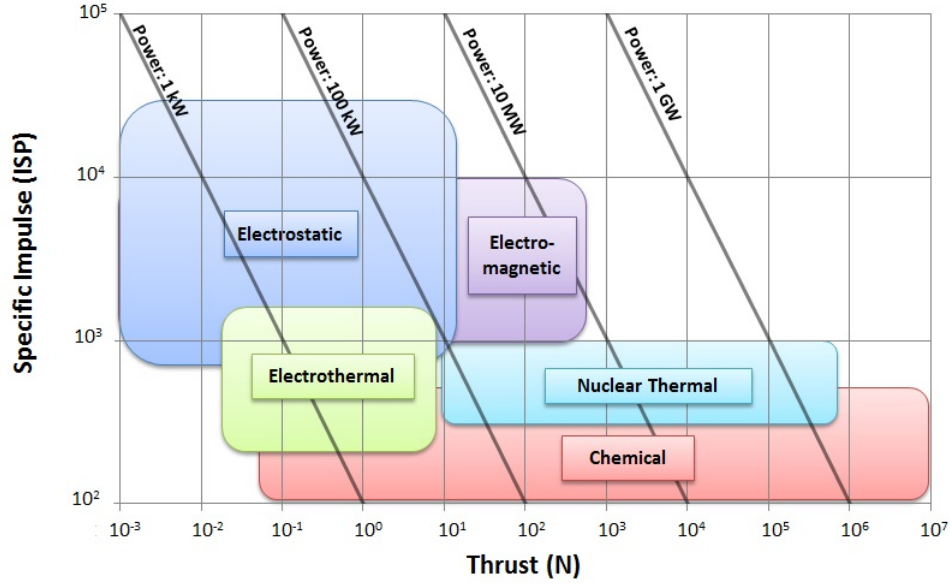 10⁵
Power: 1 kW
Power: 100 kW
Power: 10 MW
Power: 1 GW
10⁴
Electrostatic
Electro-
magnetic
Specific Impulse (ISP)
10³
Electrothermal
Nuclear Thermal
Chemical
10²
10⁻³ 10⁻² 10⁻¹ 10⁰ 10¹ 10² 10³ 10⁴ 10⁵ 10⁶ 10⁷
Thrust (N)